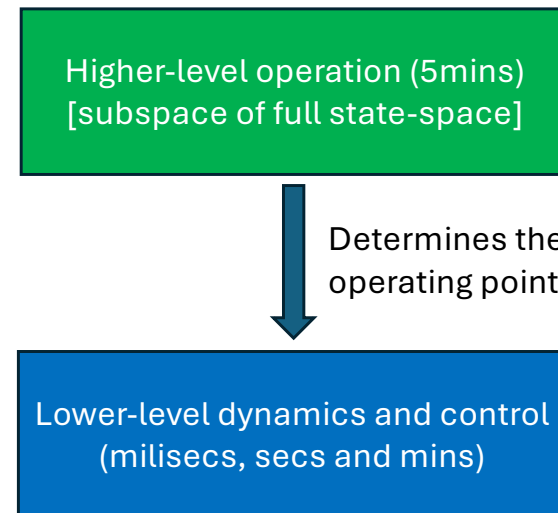 Higher-level operation (5mins)
[subspace of full state-space]
Determines the
operating point
Lower-level dynamics and control
(milisecs, secs and mins)